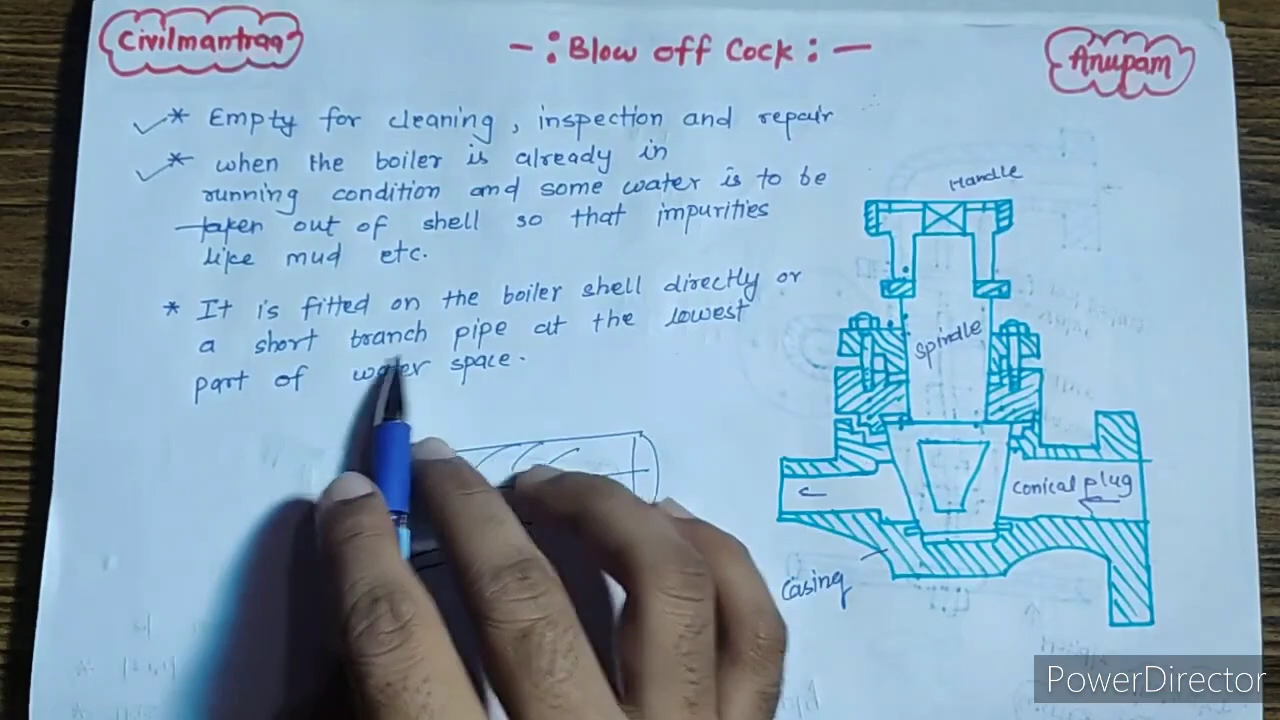 Civilmantraa
- : Blow off Cock : -
Anupam
* Empty for cleaning, inspection and repair
* when the boiler is already in
running condition and some water is to be
taken out of shell so that impurities
like mud etc.
* It is fitted on the boiler shell directly or
a short branch pipe at the lowest
part of water space.
Handle
Spindle
conical plug
Casing
PowerDirector